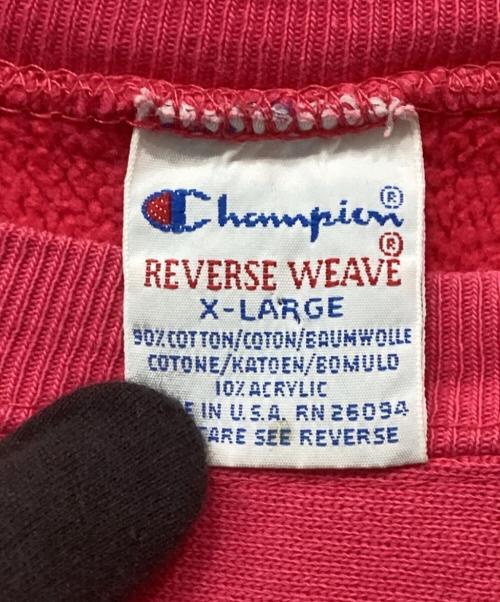 Champion ®
®
REVERSE WEAVE
X-LARGE
90% COTTON/COTON/BAUMWOLLE
COTONE/KATOEN/BOMULD
10% ACRYLIC
E IN U.S.A. RN 26094
CARE SEE REVERSE